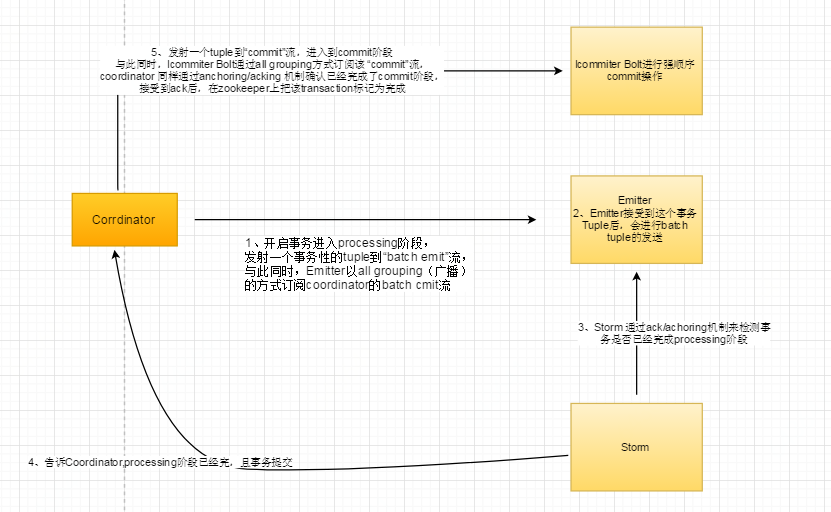 5、发射一个tuple到“commit”流，进入到commit阶段
与此同时，Icommiter Bolt通过all grouping方式订阅该 “commit”流，
coordinator 同样通过anchoring/acking 机制确认已经完成了commit阶段，
接受到ack后，在zookeeper上把该transaction标记为完成
Icommiter Bolt进行强顺序
commit操作
Corrdinator
1、开启事务进入processing阶段，
发射一个事务性的tuple到“batch emit”流，
与此同时，Emitter以all grouping（广播）
的方式订阅coordinator的batch cmit流
Emitter
2、Emitter接受到这个事务
Tuple后，会进行batch
tuple的发送
3、Storm 通过ack/achoring机制来检测事
务是否已经完成processing阶段
4、告诉Coordinator,processing阶段已经完，且事务提交
Storm